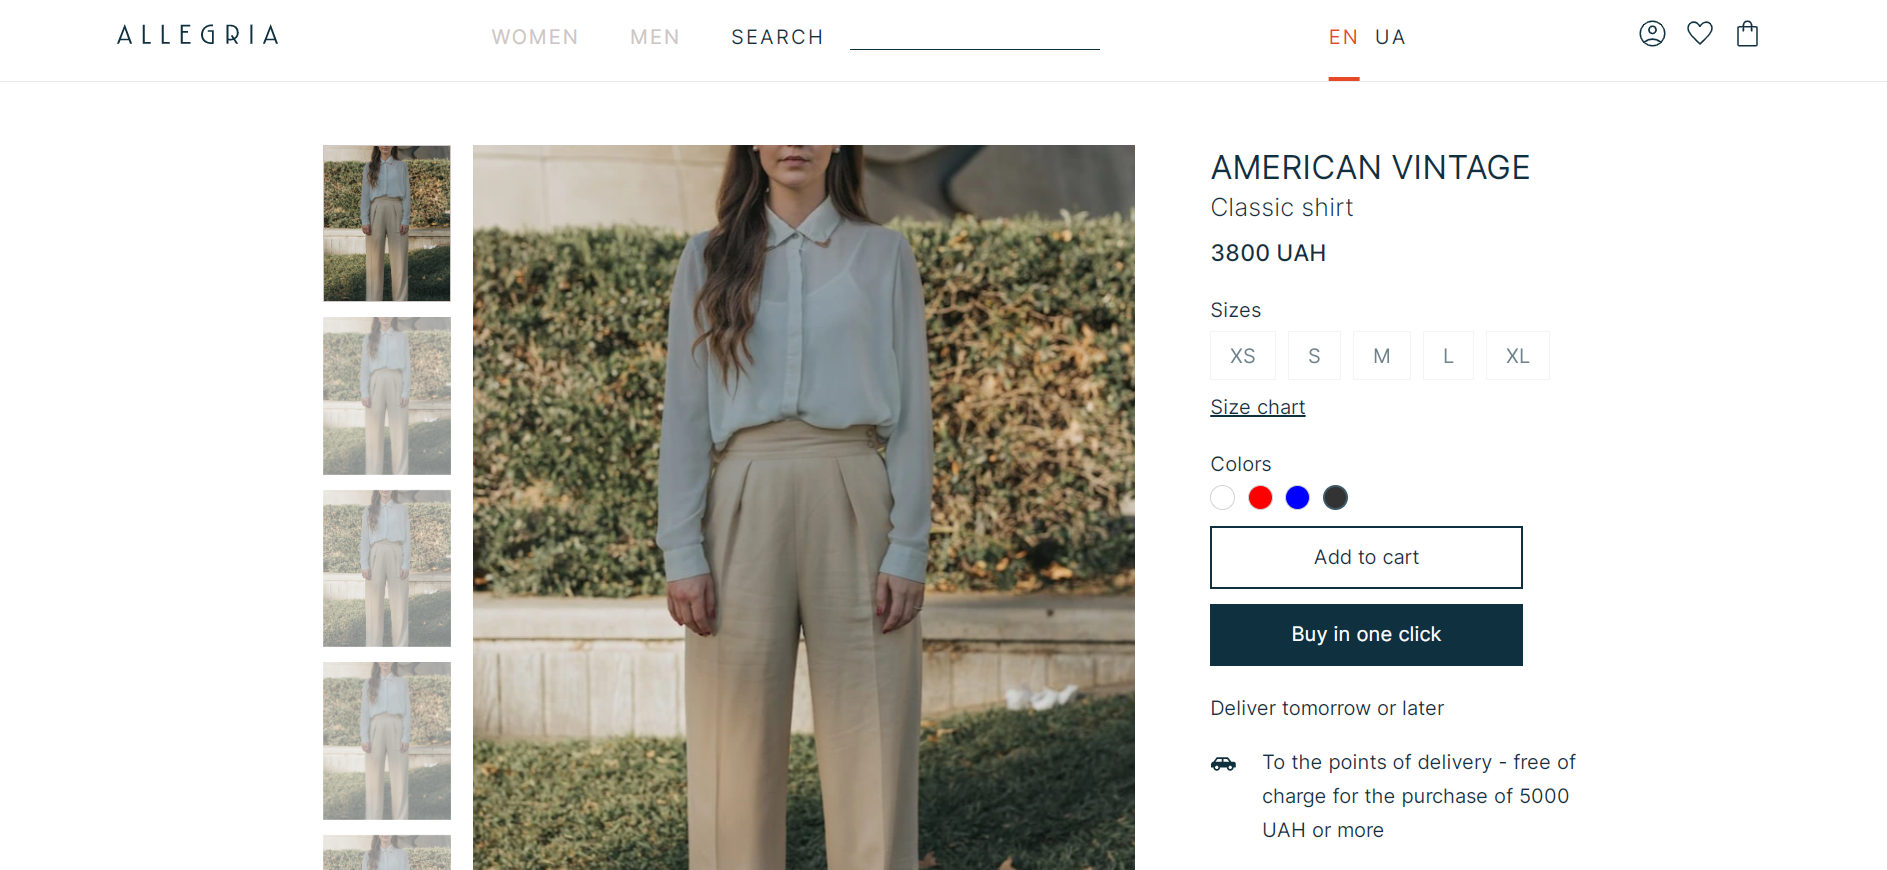 ALLEGRIA
WOMEN MEN SEARCH
EN UA
AMERICAN VINTAGE
Classic shirt
3800 UAH
Sizes
XS S M L XL
Size chart
Colors
Add to cart
Buy in one click
Deliver tomorrow or later
To the points of delivery - free of
charge for the purchase of 5000
UAH or more